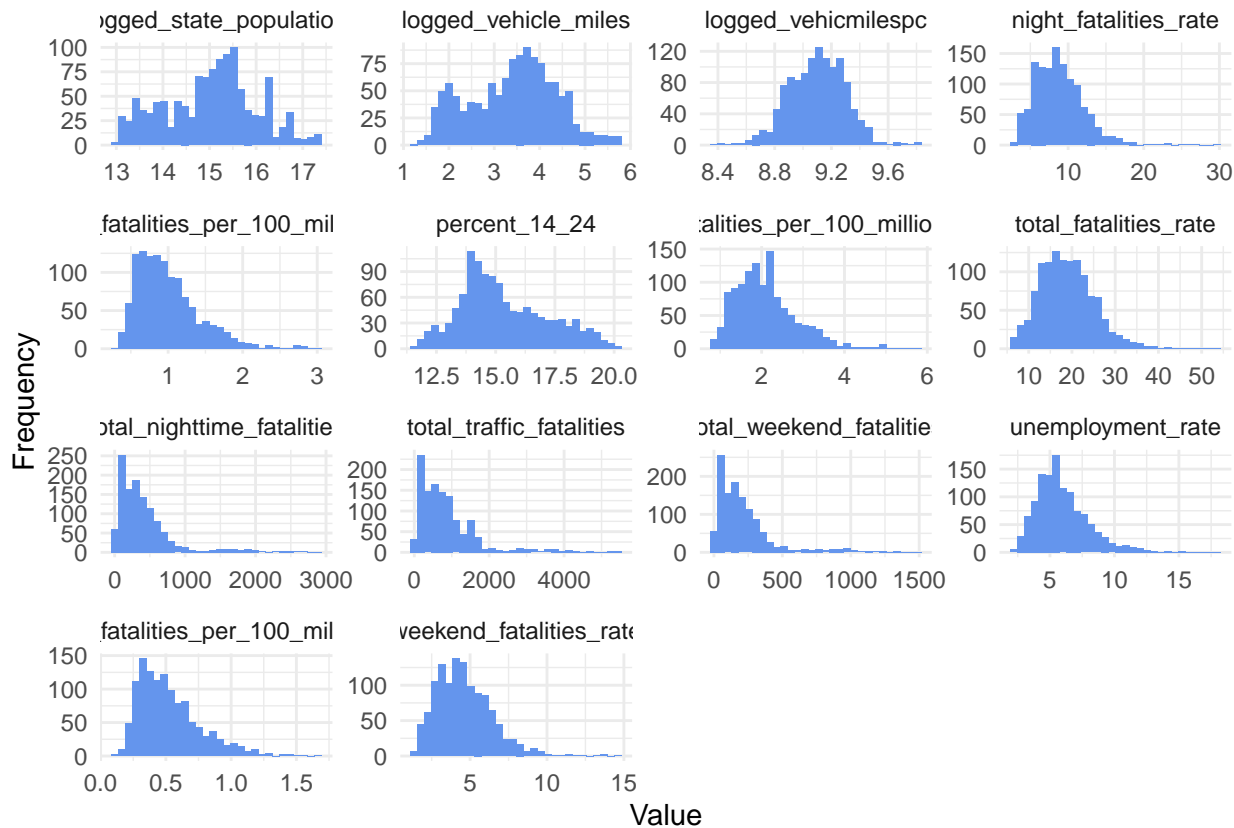 ogged_state_populatio
logged_vehicle_miles
logged_vehicmilespc
night_fatalities_rate
100
75
50
25
0
13 14 15 16 17
75
50
25
0
1 2 3 4 5 6
120
80
40
0
8.4 8.8 9.2 9.6
150
100
50
0
10 20 30
_fatalities_per_100_mil
percent_14_24
talities_per_100_millio
total_fatalities_rate
100
50
0
1 2 3
90
60
30
0
12.5 15.0 17.5 20.0
150
100
50
0
2 4 6
100
50
0
10 20 30 40 50
otal_nighttime_fatalitie
total_traffic_fatalities
otal_weekend_fatalitie
unemployment_rate
250
200
150
100
50
0
0 1000 2000 3000
200
150
100
50
0
0 2000 4000
200
100
0
0 500 1000 1500
150
100
50
0
5 10 15
_fatalities_per_100_mil
weekend_fatalities_rate
150
100
50
0
0.0 0.5 1.0 1.5
100
50
0
5 10 15
Frequency
Value